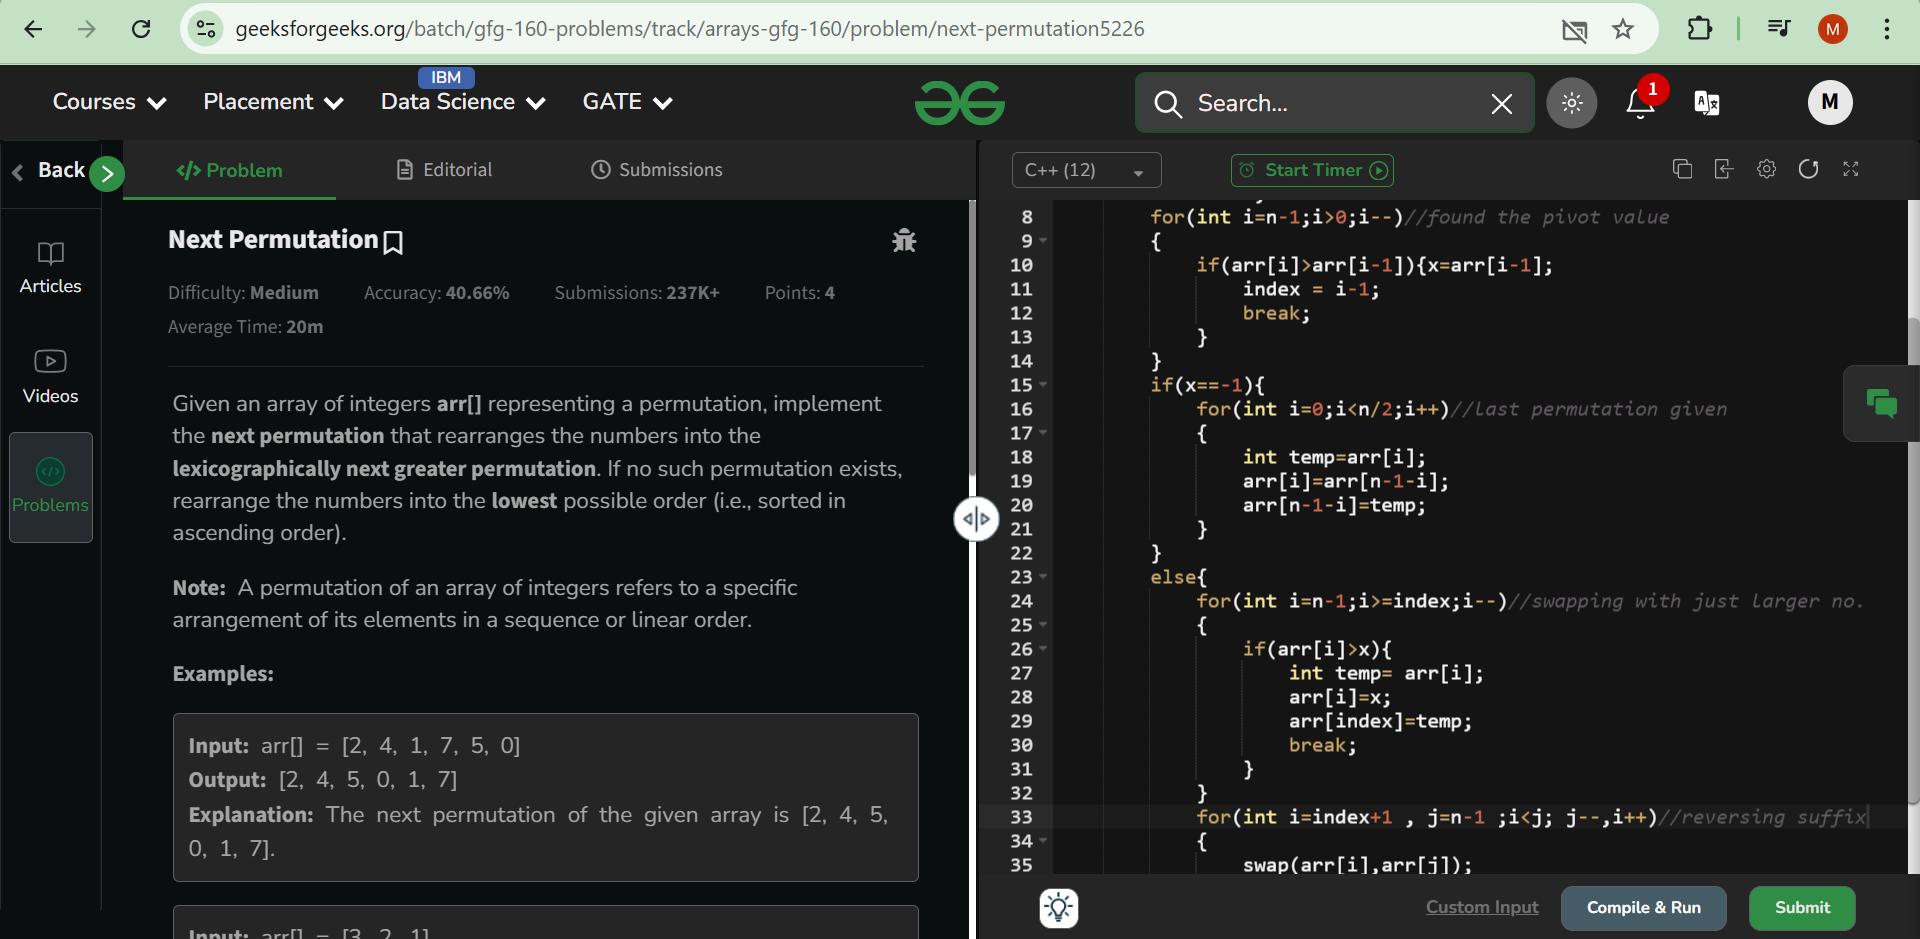 geeksforgeeks.org/batch/gfg-160-problems/track/arrays-gfg-160/problem/next-permutation5226
M
Courses
Placement
IBM
Data Science
GATE
Search...
1
M
Back
Problem
Editorial
Submissions
C++ (12)
Start Timer
Articles
Videos
Problems
Next Permutation
Difficulty: Medium Accuracy: 40.66% Submissions: 237K+ Points: 4
Average Time: 20m
Given an array of integers arr[] representing a permutation, implement
the next permutation that rearranges the numbers into the
lexicographically next greater permutation. If no such permutation exists,
rearrange the numbers into the lowest possible order (i.e., sorted in
ascending order).
Note: A permutation of an array of integers refers to a specific
arrangement of its elements in a sequence or linear order.
Examples:
Input: arr[] = [2, 4, 1, 7, 5, 0]
Output: [2, 4, 5, 0, 1, 7]
Explanation: The next permutation of the given array is [2, 4, 5,
0, 1, 7].
Input: arr[] = [3, 2, 1]
8 for(int i=n-1;i>0;i--)//found the pivot value
9 {
10 if(arr[i]>arr[i-1]){x=arr[i-1];
11 index = i-1;
12 break;
13 }
14 }
15 if(x==-1){
16 for(int i=0;i<n/2;i++)//last permutation given
17 {
18 int temp=arr[i];
19 arr[i]=arr[n-1-i];
20 arr[n-1-i]=temp;
21 }
22 }
23 else{
24 for(int i=n-1;i>=index;i--)//swapping with just larger no.
25 {
26 if(arr[i]>x){
27 int temp= arr[i];
28 arr[i]=x;
29 arr[index]=temp;
30 break;
31 }
32 }
33 for(int i=index+1 , j=n-1 ;i<j; j--,i++)//reversing suffix
34 {
35 swap(arr[i],arr[j]);
Custom Input
Compile & Run
Submit